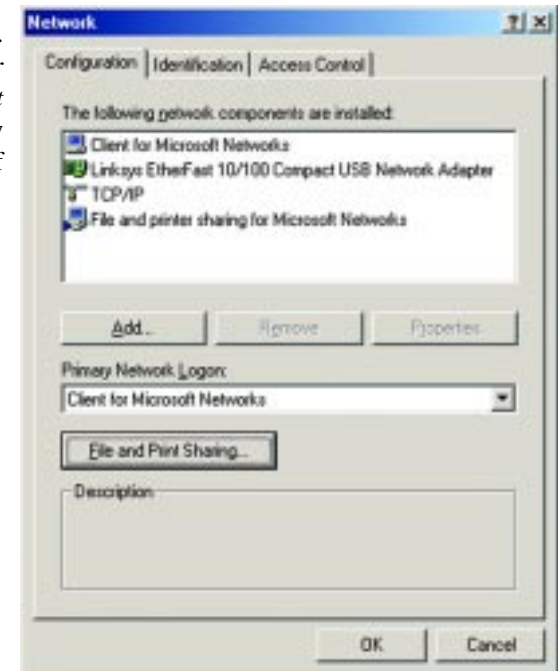 Network
Configuration Identification Access Control
The following network components are installed:
Client for Microsoft Networks
Linksys EtherFast 10/100 Compact USB Network Adapter
TCP/IP
File and printer sharing for Microsoft Networks
Add... Remove Properties
Primary Network Logon:
Client for Microsoft Networks
File and Print Sharing...
Description
OK Cancel